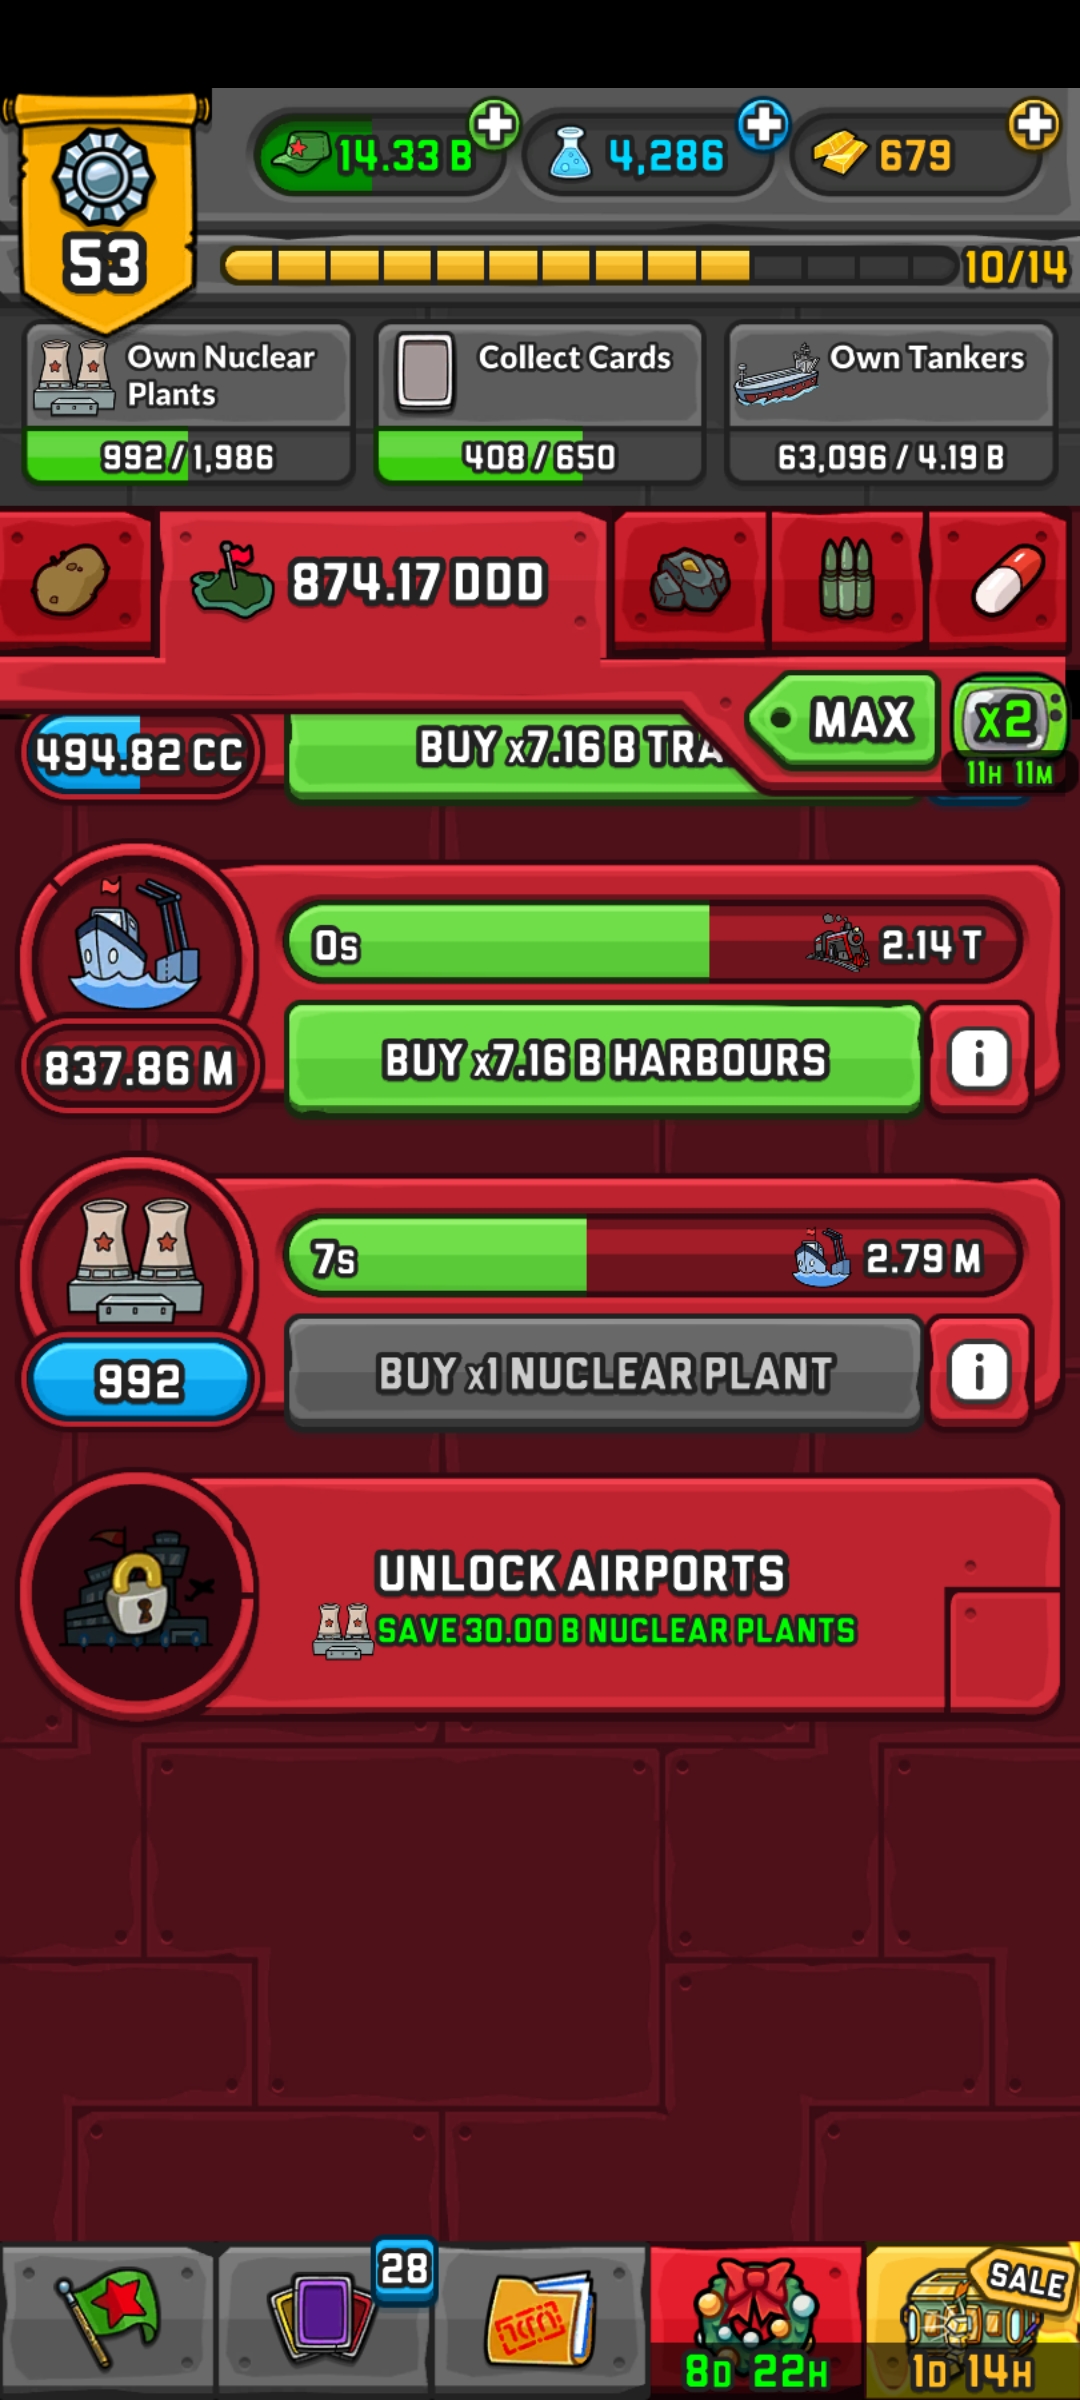 14.33 B
4,286
679
53
10/14
Own Nuclear
Plants
992/1,986
Collect Cards
408/650
Own Tankers
63,096/4.19 B
874.17 DDD
MAX
x2
11H 11M
494.82 CC
BUY x7.16 B TRA
0s
2.14 T
837.86 M
BUY x7.16 B HARBOURS
i
7s
2.79 M
992
BUY x1 NUCLEAR PLANT
i
UNLOCK AIRPORTS
SAVE 30.00 B NUCLEAR PLANTS
28
SALE
8D 22H
1D 14H